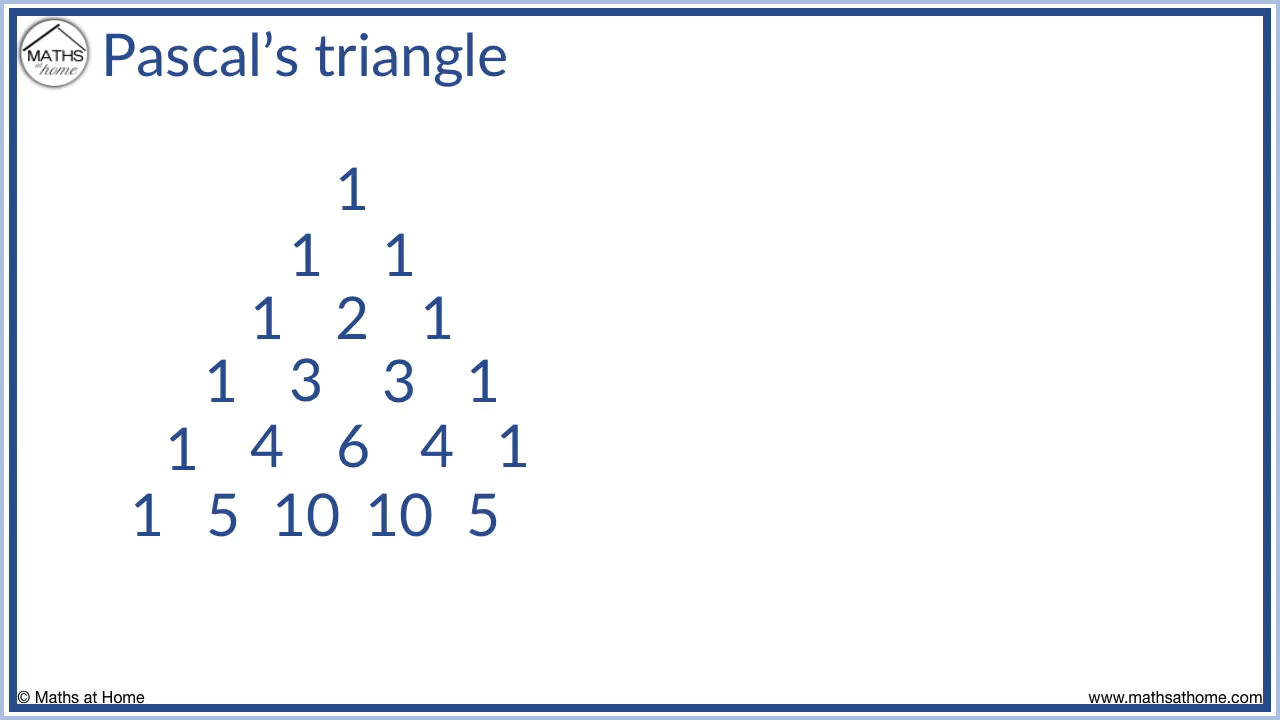 MATHS
at
home
Pascal’s triangle
1
1 1
1 2 1
1 3 3 1
1 4 6 4 1
1 5 10 10 5
© Maths at Home
www.mathsathome.com